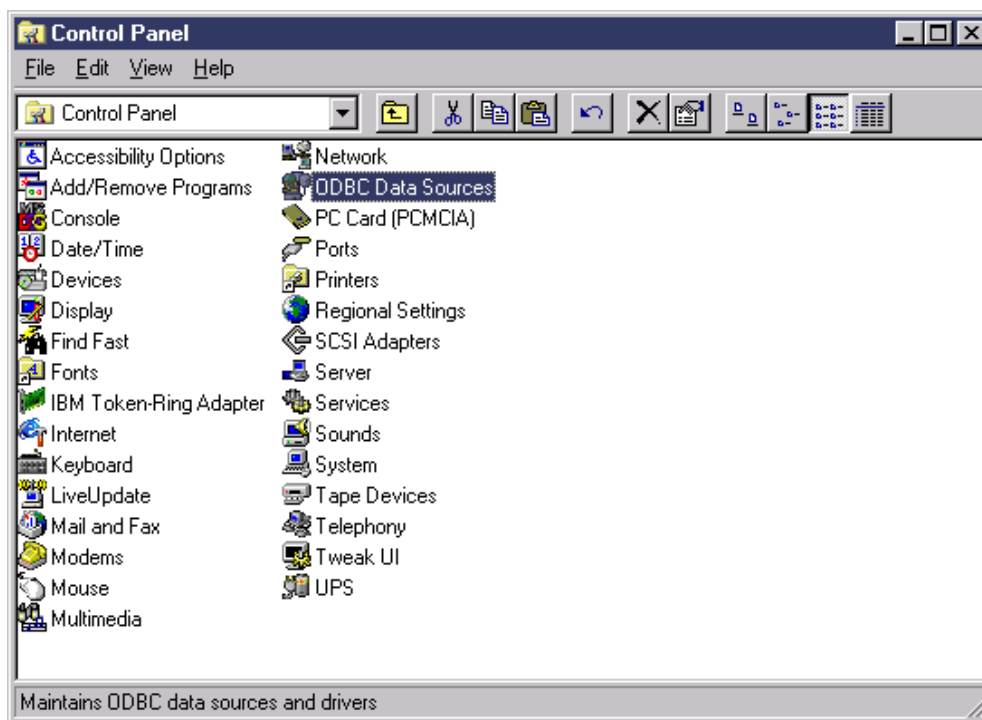 Control Panel
File Edit View Help
Control Panel
Accessibility Options
Add/Remove Programs
Console
Date/Time
Devices
Display
Find Fast
Fonts
IBM Token-Ring Adapter
Internet
Keyboard
LiveUpdate
Mail and Fax
Modems
Mouse
Multimedia
Network
ODBC Data Sources
PC Card (PCMCIA)
Ports
Printers
Regional Settings
SCSI Adapters
Server
Services
Sounds
System
Tape Devices
Telephony
Tweak UI
UPS
Maintains ODBC data sources and drivers